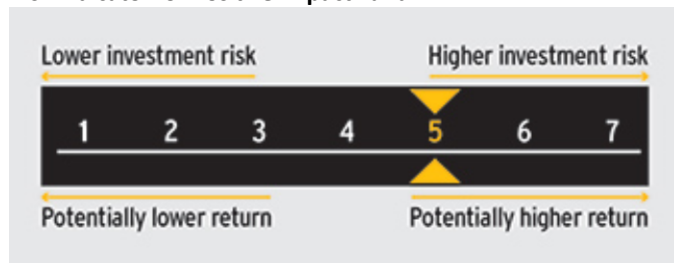 Lower investment risk Higher investment risk
1 2 3 4 5 6 7
Potentially lower return Potentially higher return